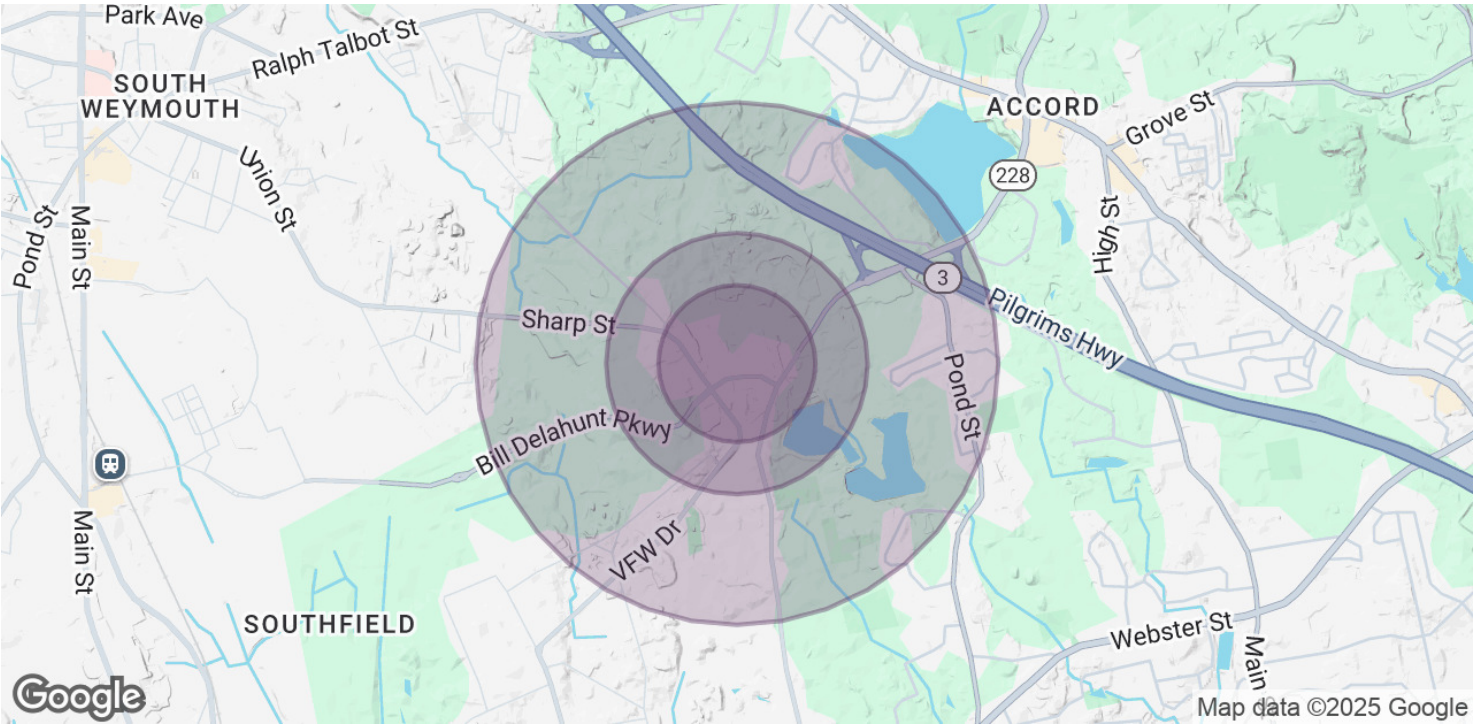 Park Ave
Ralph Talbot St
SOUTH
WEYMOUTH
ACCORD
Grove St
Union St
228
Pond St
Main St
High St
3
Pilgrims Hwy
Sharp St
Pond St
Bill Delahunt Pkwy
Main St
VFW Dr
SOUTHFIELD
Webster St
Main
Google
Map data ©2025 Google